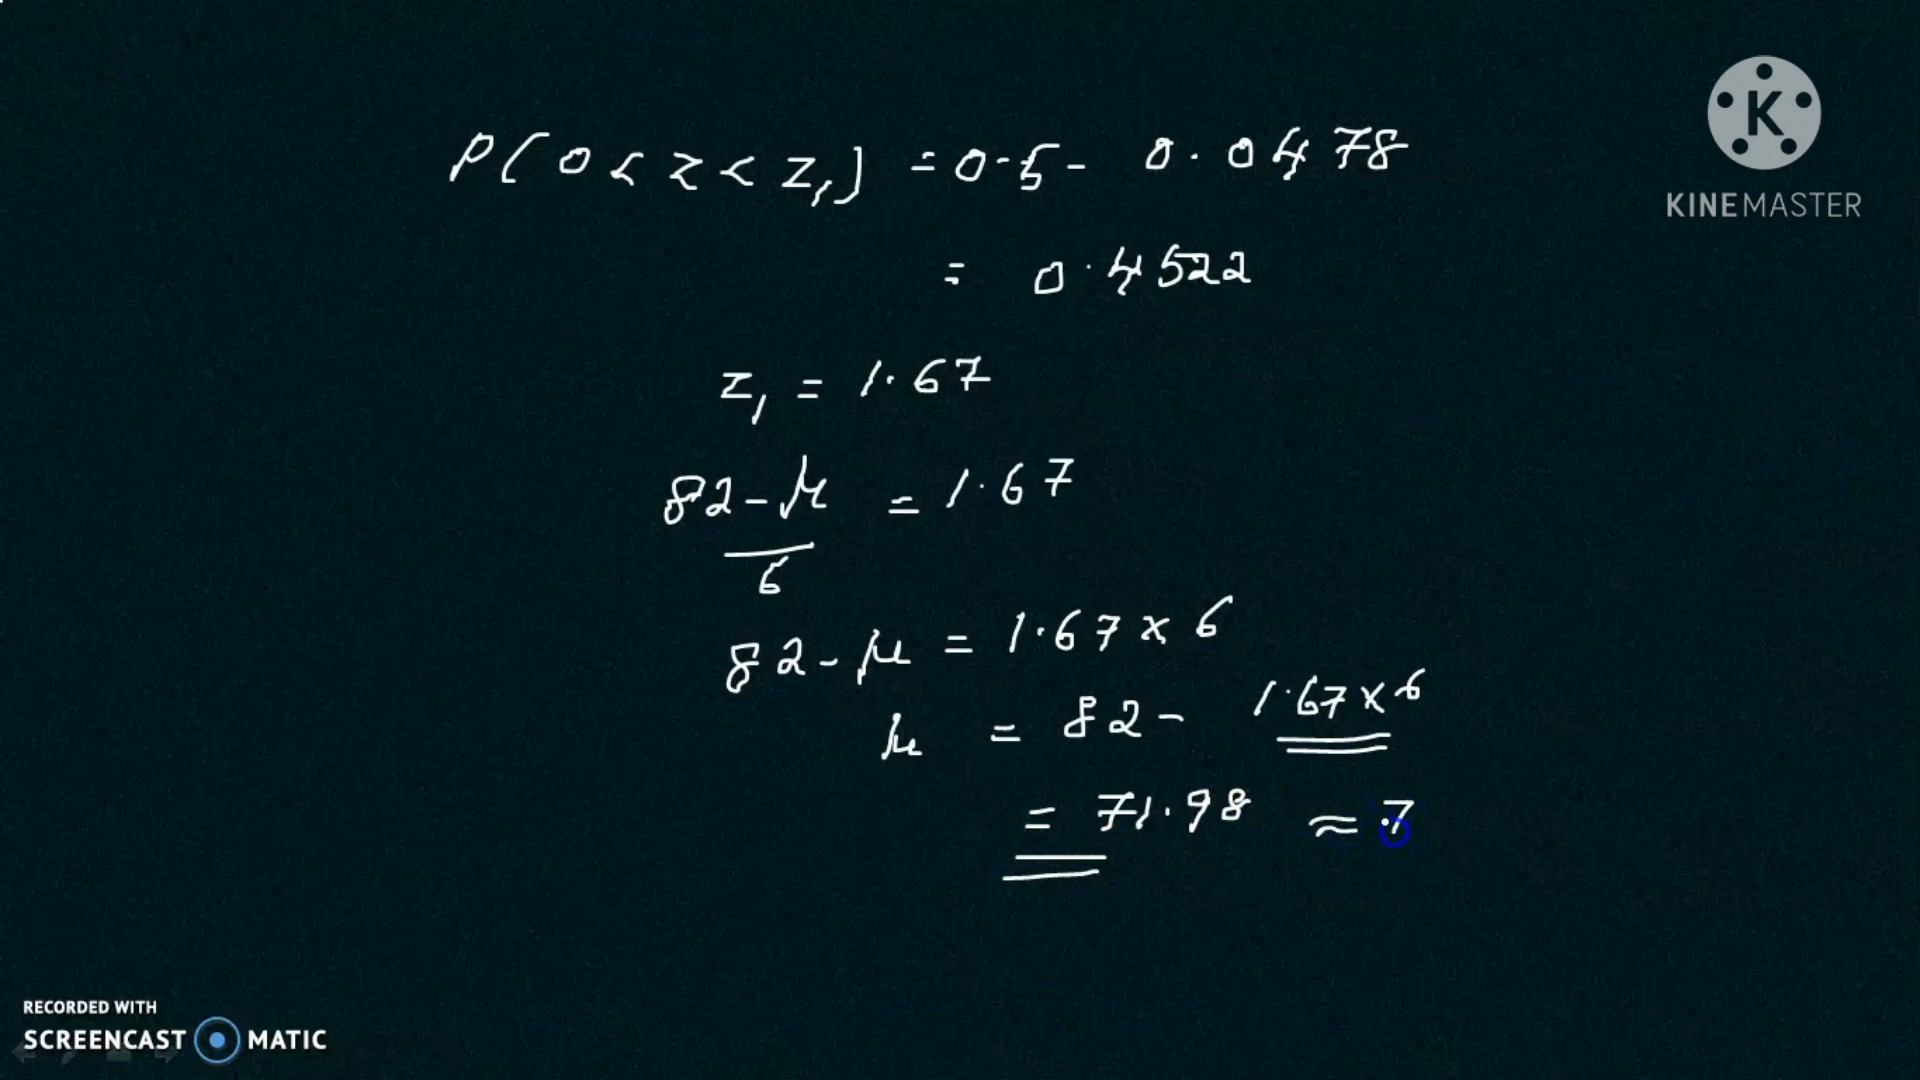 P(0<z<z₁) = 0.5 - 0.0478
= 0.4522
z₁ = 1.67
82-μ = 1.67
6
82-μ = 1.67 x 6
μ = 82 - 1.67 x 6
= 71.98 ≈ 7
K
KINEMASTER
RECORDED WITH
SCREENCAST MATIC